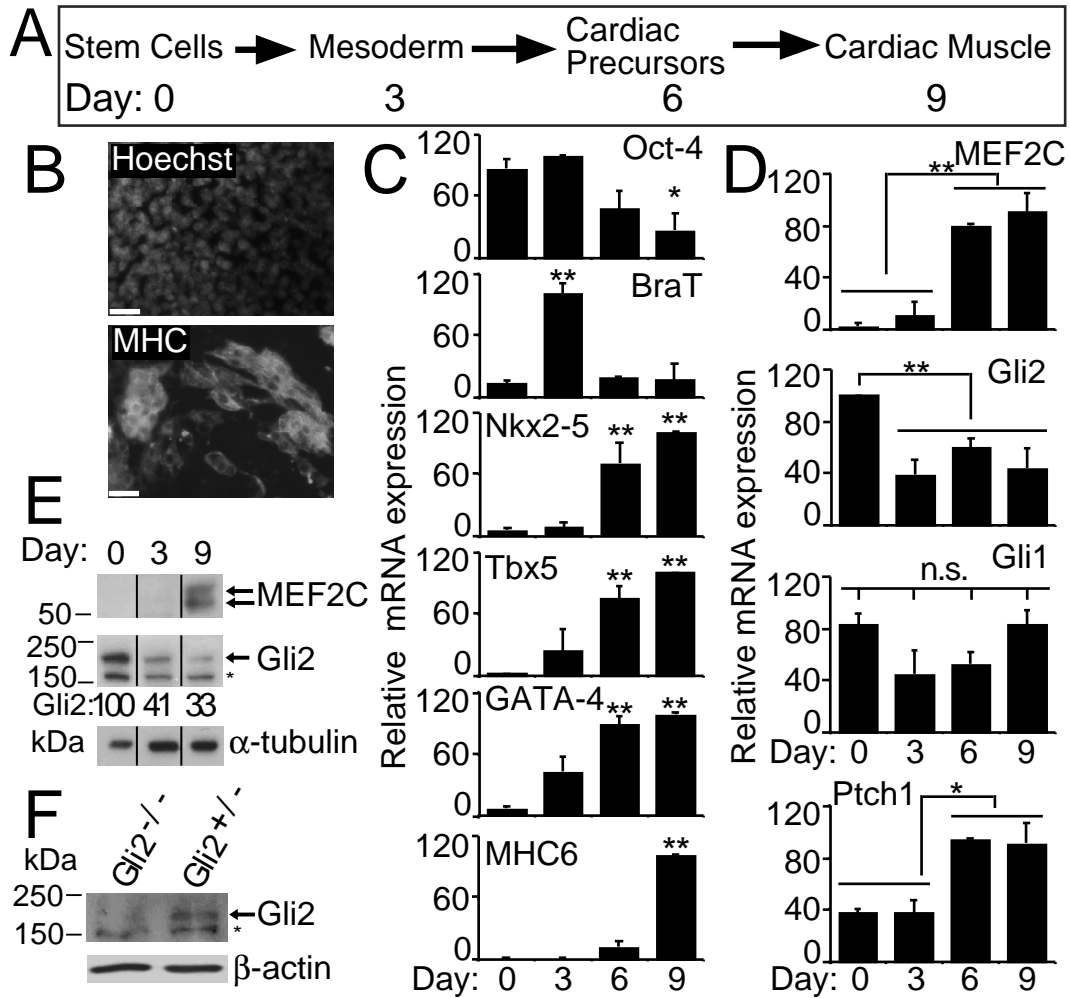 A
Stem Cells Mesoderm Cardiac Precursors Cardiac Muscle
Day: 0 3 6 9
B
Hoechst
MHC
C
Relative mRNA expression
120
60
0
Oct-4
*
120
60
0
BraT
**
120
60
0
Nkx2-5
** **
120
60
0
Tbx5
** **
120
60
0
GATA-4
** **
120
60
0
MHC6
**
Day: 0 3 6 9
D
Relative mRNA expression
MEF2C
**
120
80
40
0
Gli2
**
120
80
40
0
Gli1
n.s.
120
80
40
0
Day: 0 3 6 9
Ptch1
*
120
80
40
0
Day: 0 3 6 9
E
Day: 0 3 9
MEF2C
50
250
Gli2
150
*
Gli2:100 41 33
kDa α-tubulin
F
Gli2-/- Gli2+/-
kDa
250
Gli2
150
*
β-actin